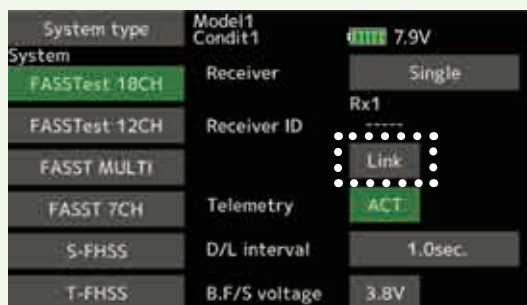 System type
Model1
Condit1
7.9V
System
FASSTest 18CH
FASSTest 12CH
FASST MULTI
FASST 7CH
S-FHSS
T-FHSS
Receiver
Single
Rx1
Receiver ID
-----
Link
Telemetry
ACT
D/L interval
1.0sec.
B.F/S voltage
3.8V